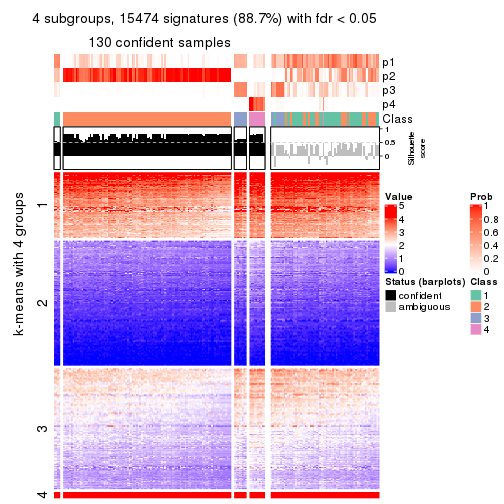 4 subgroups, 15474 signatures (88.7%) with fdr < 0.05
130 confident samples
p1
p2
p3
p4
Class
1
0.5
0
Silhouette
score
k-means with 4 groups
1
2
3
4
Value
5
4
3
2
1
0
Prob
1
0.8
0.6
0.4
0.2
0
Status (barplots)
confident
ambiguous
Class
1
2
3
4